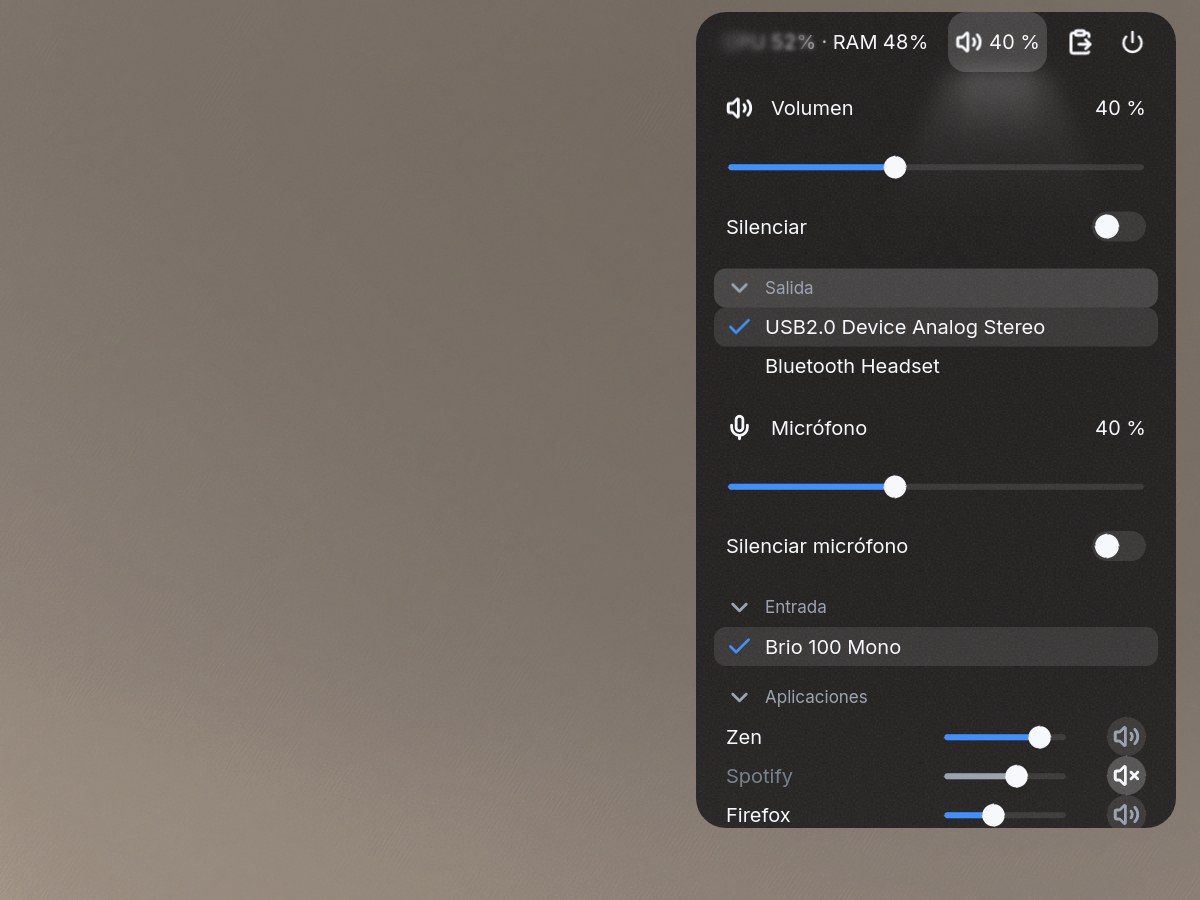 52% · RAM 48% 40 %
Volumen 40 %
Silenciar
Salida
USB2.0 Device Analog Stereo
Bluetooth Headset
Micrófono 40 %
Silenciar micrófono
Entrada
Brio 100 Mono
Aplicaciones
Zen
Spotify
Firefox